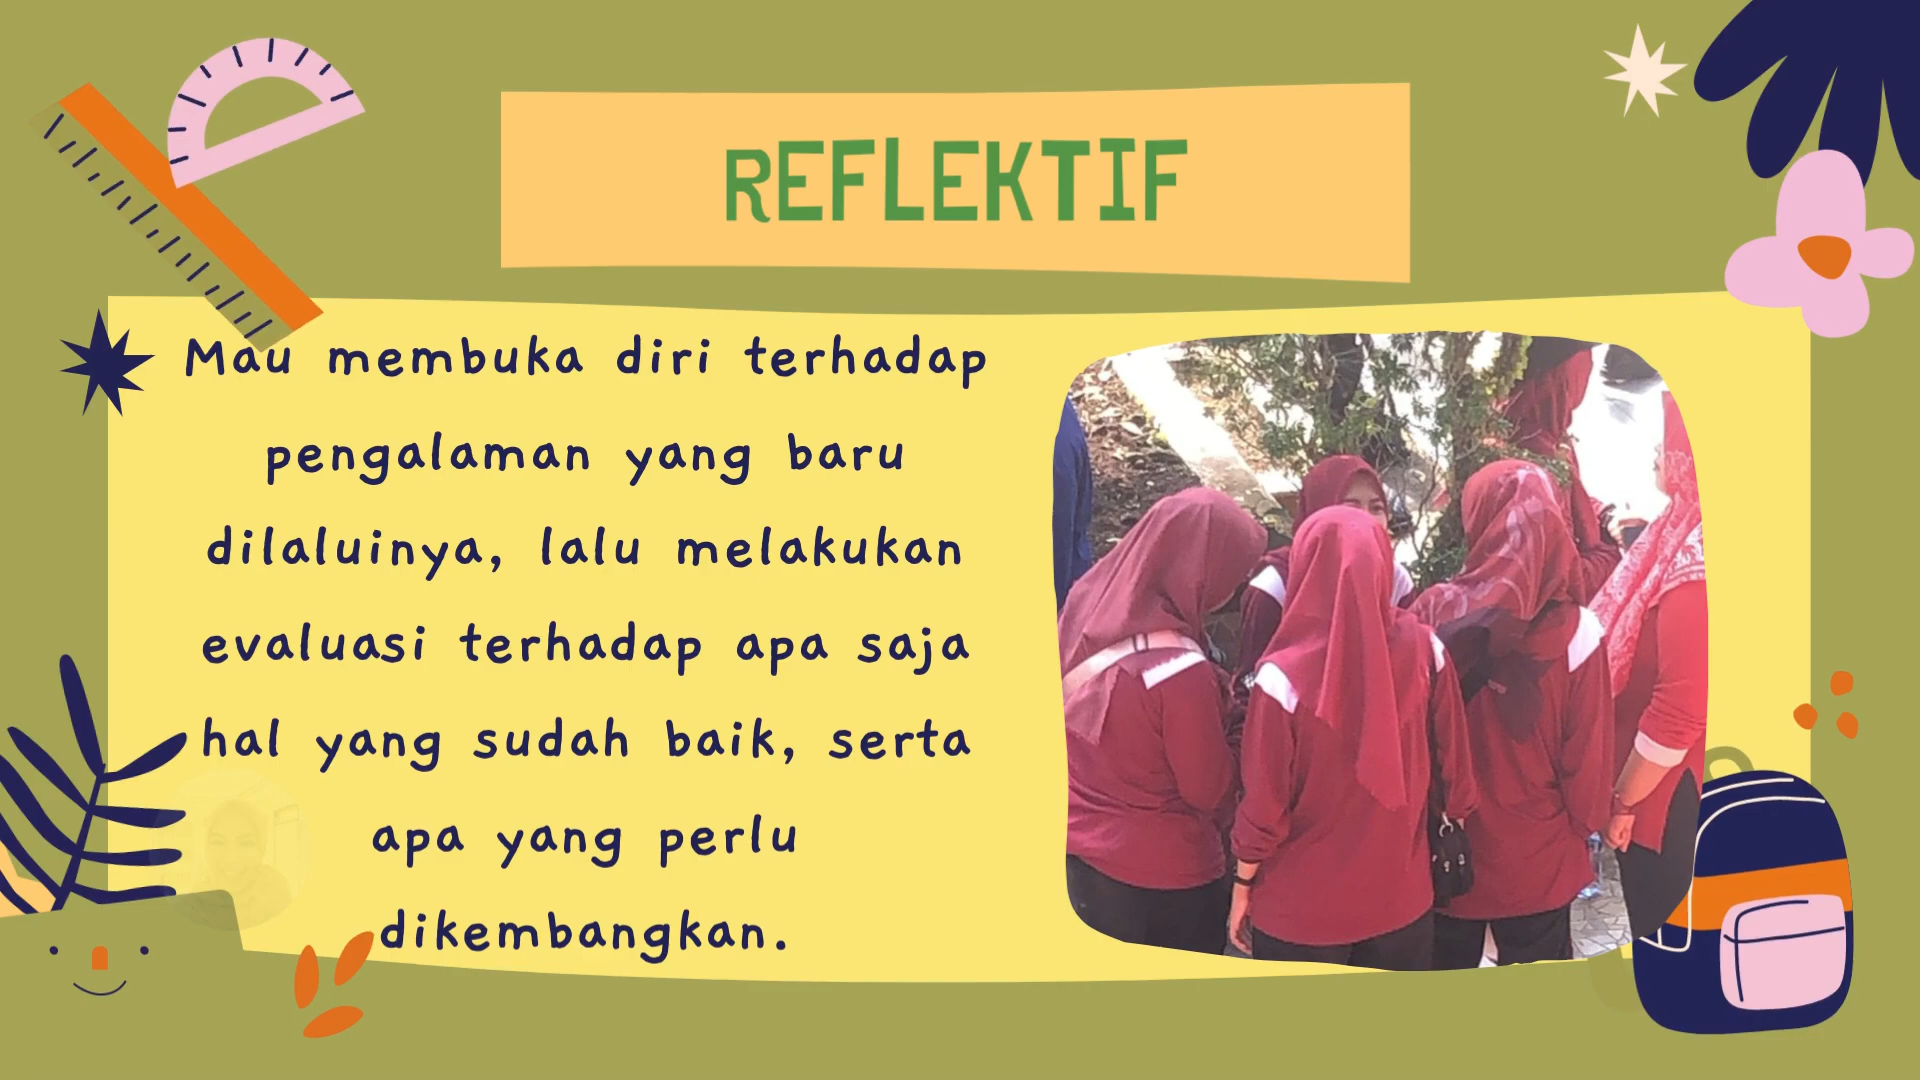 REFLEKTIF
Mau membuka diri terhadap
pengalaman yang baru
dilaluinya, lalu melakukan
evaluasi terhadap apa saja
hal yang sudah baik, serta
apa yang perlu
dikembangkan.